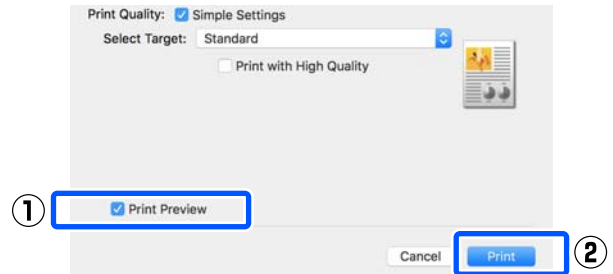 Print Quality: Simple Settings
Select Target: Standard
Print with High Quality
① Print Preview
Cancel Print ②